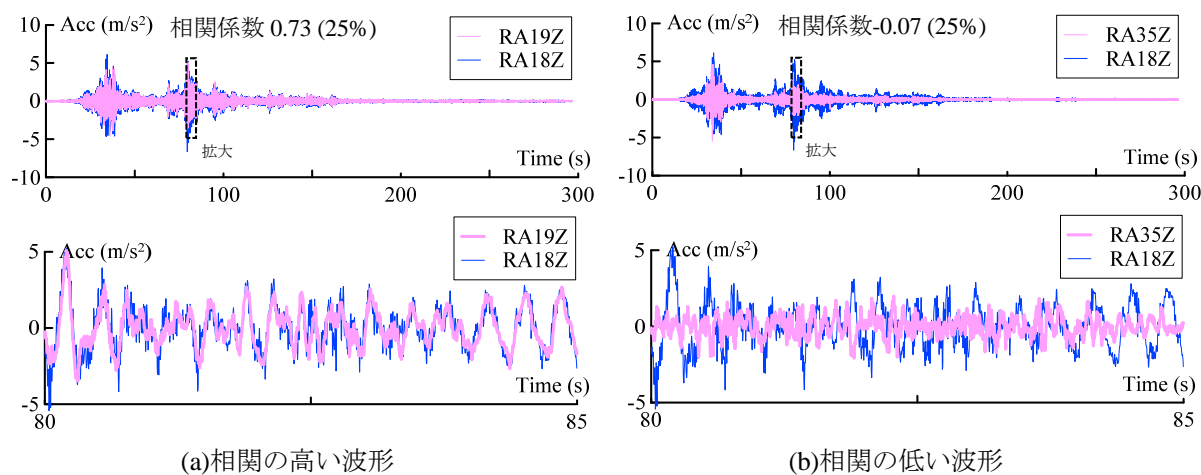 Acc (m/s²) 相関係数 0.73 (25%)
RA19Z
RA18Z
10
5
0
-5
-10
拡大
Time (s)
0 100 200 300
Acc (m/s²)
RA19Z
RA18Z
5
0
-5
Time (s)
80 85
(a)相関の高い波形
Acc (m/s²) 相関係数-0.07 (25%)
RA35Z
RA18Z
10
5
0
-5
-10
拡大
Time (s)
0 100 200 300
Acc (m/s²)
RA35Z
RA18Z
5
0
-5
Time (s)
80 85
(b)相関の低い波形